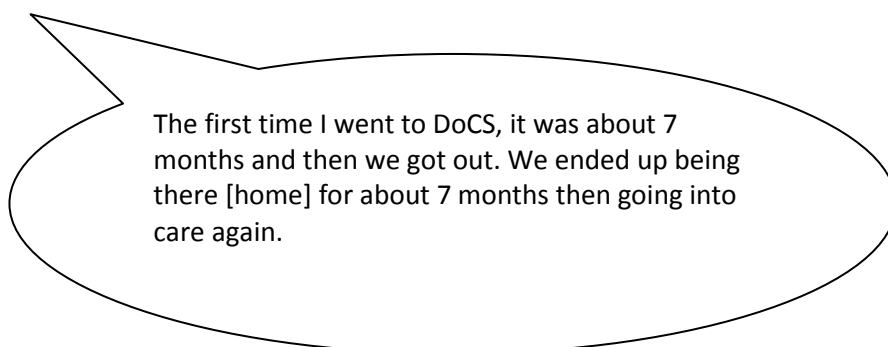 The first time I went to DoCS, it was about 7
months and then we got out. We ended up being
there [home] for about 7 months then going into
care again.